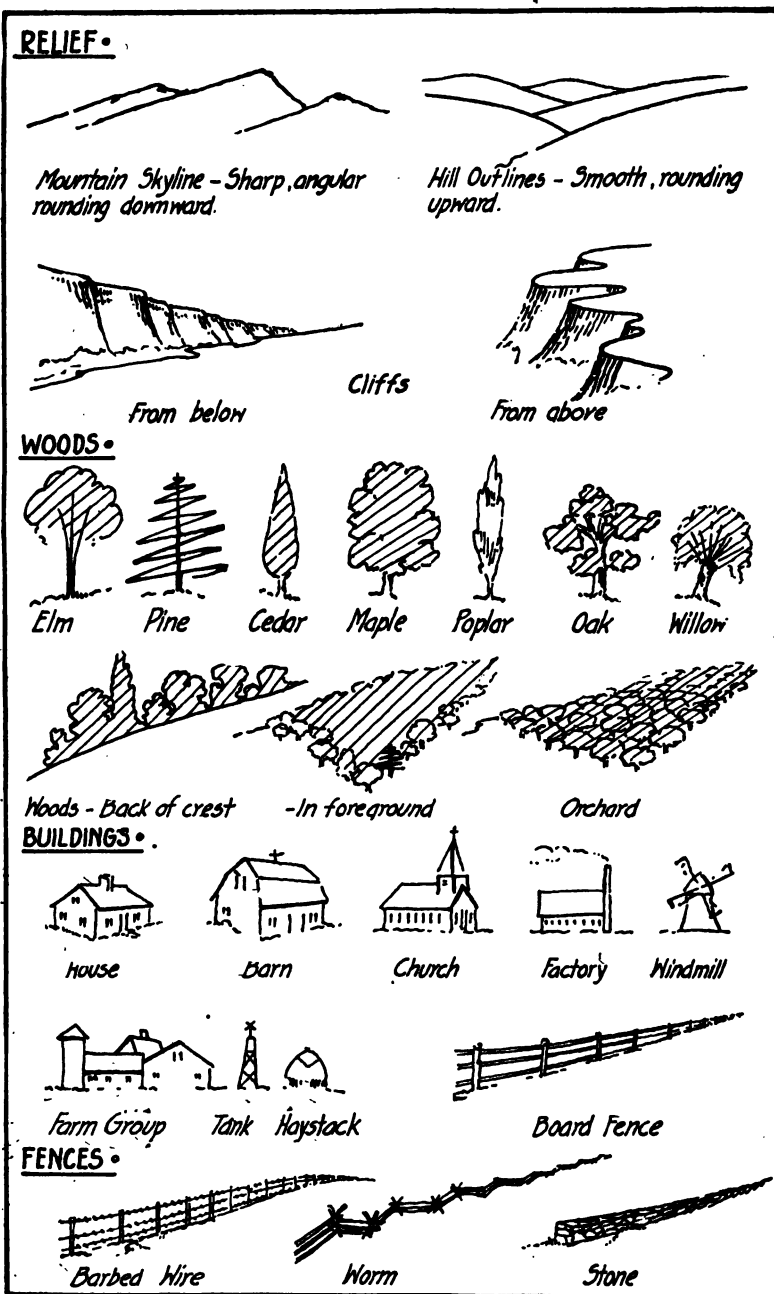 RELIEF•
Mountain Skyline – Sharp, angular
rounding downward.
Hill Outlines – Smooth, rounding
upward.
Cliffs
From below
From above
WOODS•
Elm Pine Cedar Maple Poplar Oak Willow
Woods – Back of crest –In foreground Orchard
BUILDINGS•
House Barn Church Factory Windmill
Farm Group Tank Haystack Board Fence
FENCES•
Barbed Wire Worm Stone